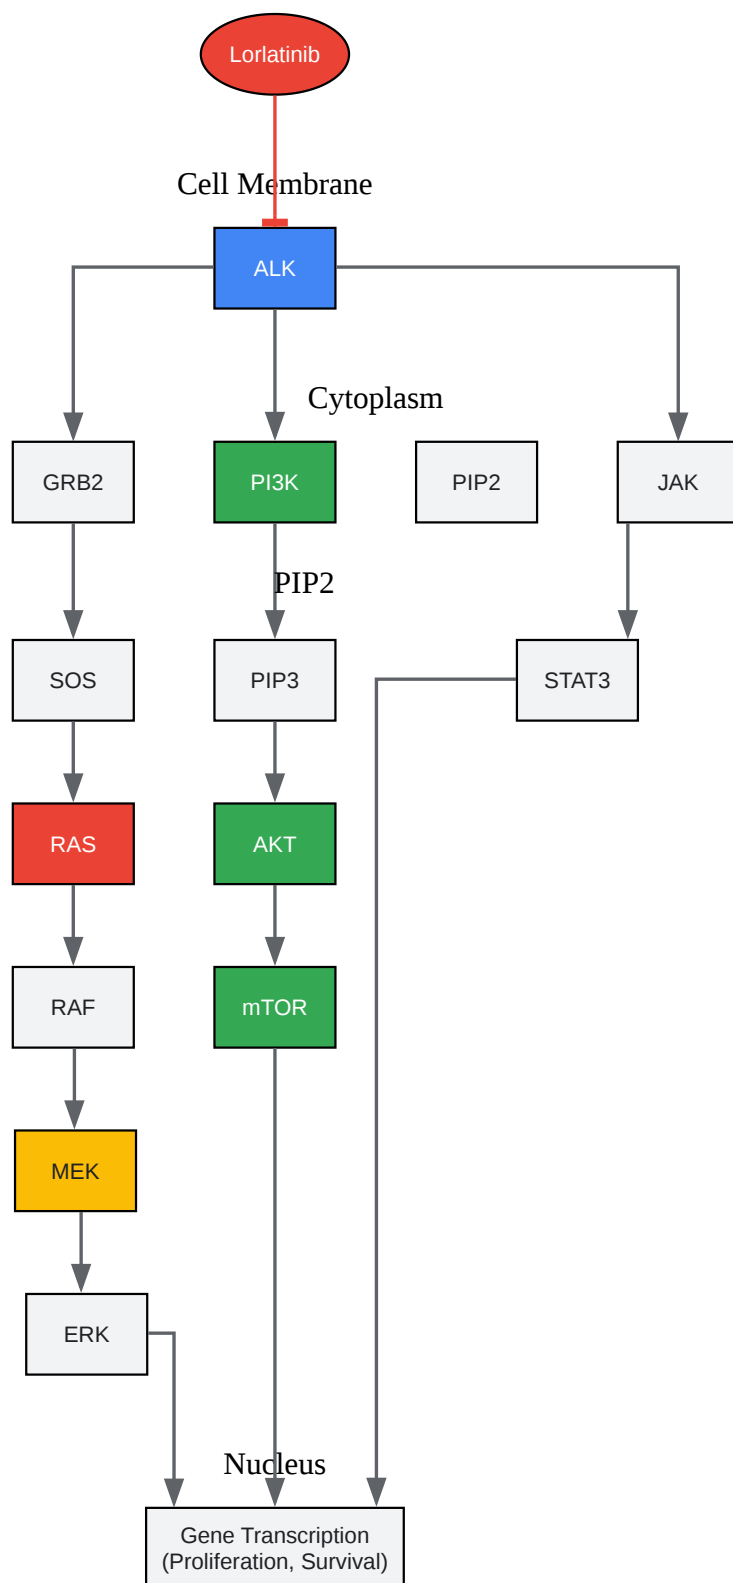 Lorlatinib
Cell Membrane
ALK
Cytoplasm
GRB2
PI3K
PIP2
JAK
PIP2
SOS
PIP3
STAT3
RAS
AKT
RAF
mTOR
MEK
ERK
Nucleus
Gene Transcription
(Proliferation, Survival)